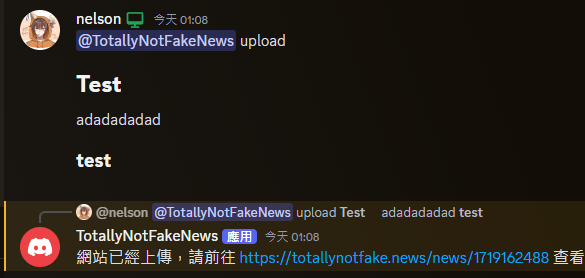 nelson 今天 01:08
@TotallyNotFakeNews upload
Test
adadadadad
test
@nelson @TotallyNotFakeNews upload Test adadadadad test
TotallyNotFakeNews 應用 今天 01:08
網站已經上傳，請前往 https://totallynotfake.news/news/1719162488 查看